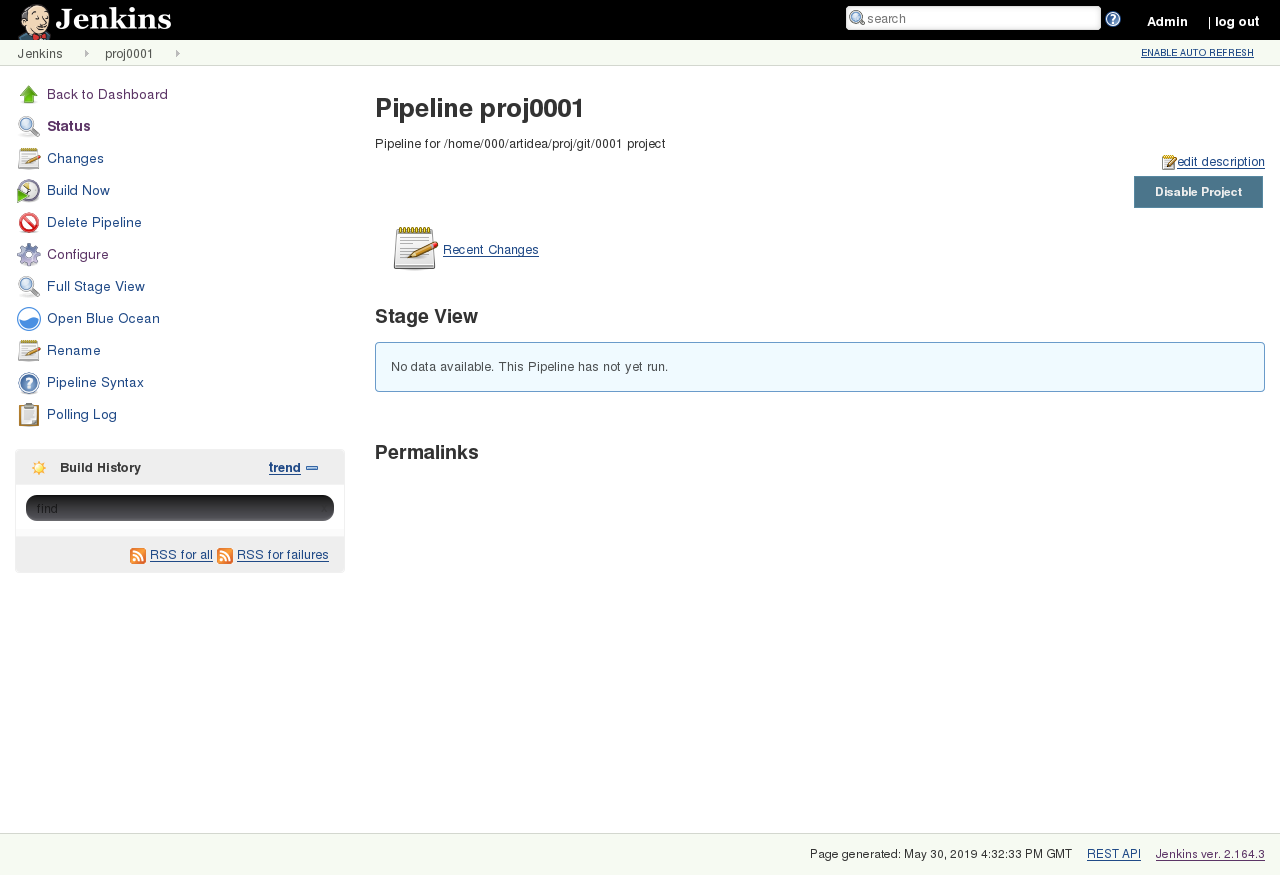 Jenkins
search
Admin
| log out
Jenkins
proj0001
ENABLE AUTO REFRESH
Back to Dashboard
Status
Changes
Build Now
Delete Pipeline
Configure
Full Stage View
Open Blue Ocean
Rename
Pipeline Syntax
Polling Log
Build History
trend
find
RSS for all
RSS for failures
Pipeline proj0001
Pipeline for /home/000/artidea/proj/git/0001 project
edit description
Disable Project
Recent Changes
Stage View
No data available. This Pipeline has not yet run.
Permalinks
Page generated: May 30, 2019 4:32:33 PM GMT
REST API
Jenkins ver. 2.164.3